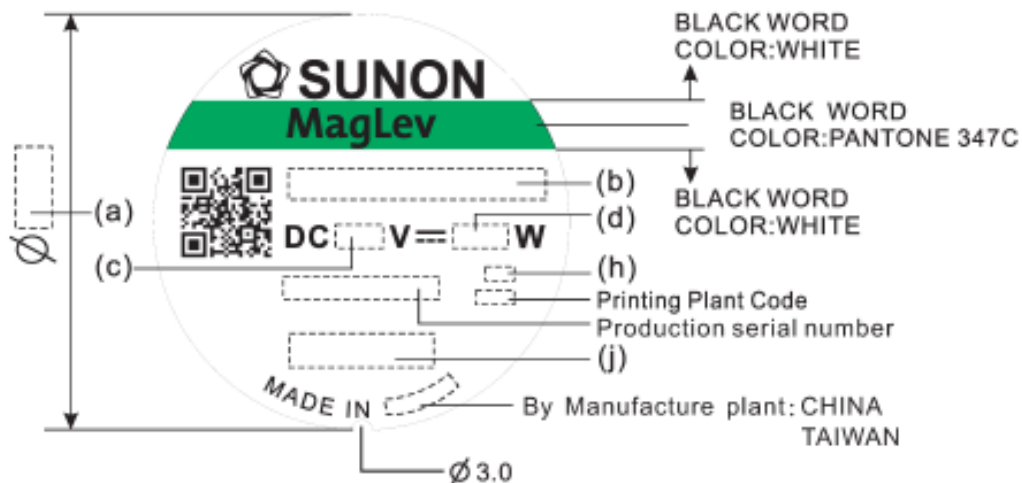 BLACK WORD
COLOR:WHITE
SUNON
MagLev
BLACK WORD
COLOR:PANTONE 347C
(a)
(b)
BLACK WORD
COLOR:WHITE
DC V W
(d)
Ø
(c)
(h)
Printing Plant Code
Production serial number
(j)
MADE IN
By Manufacture plant: CHINA
TAIWAN
Ø 3.0